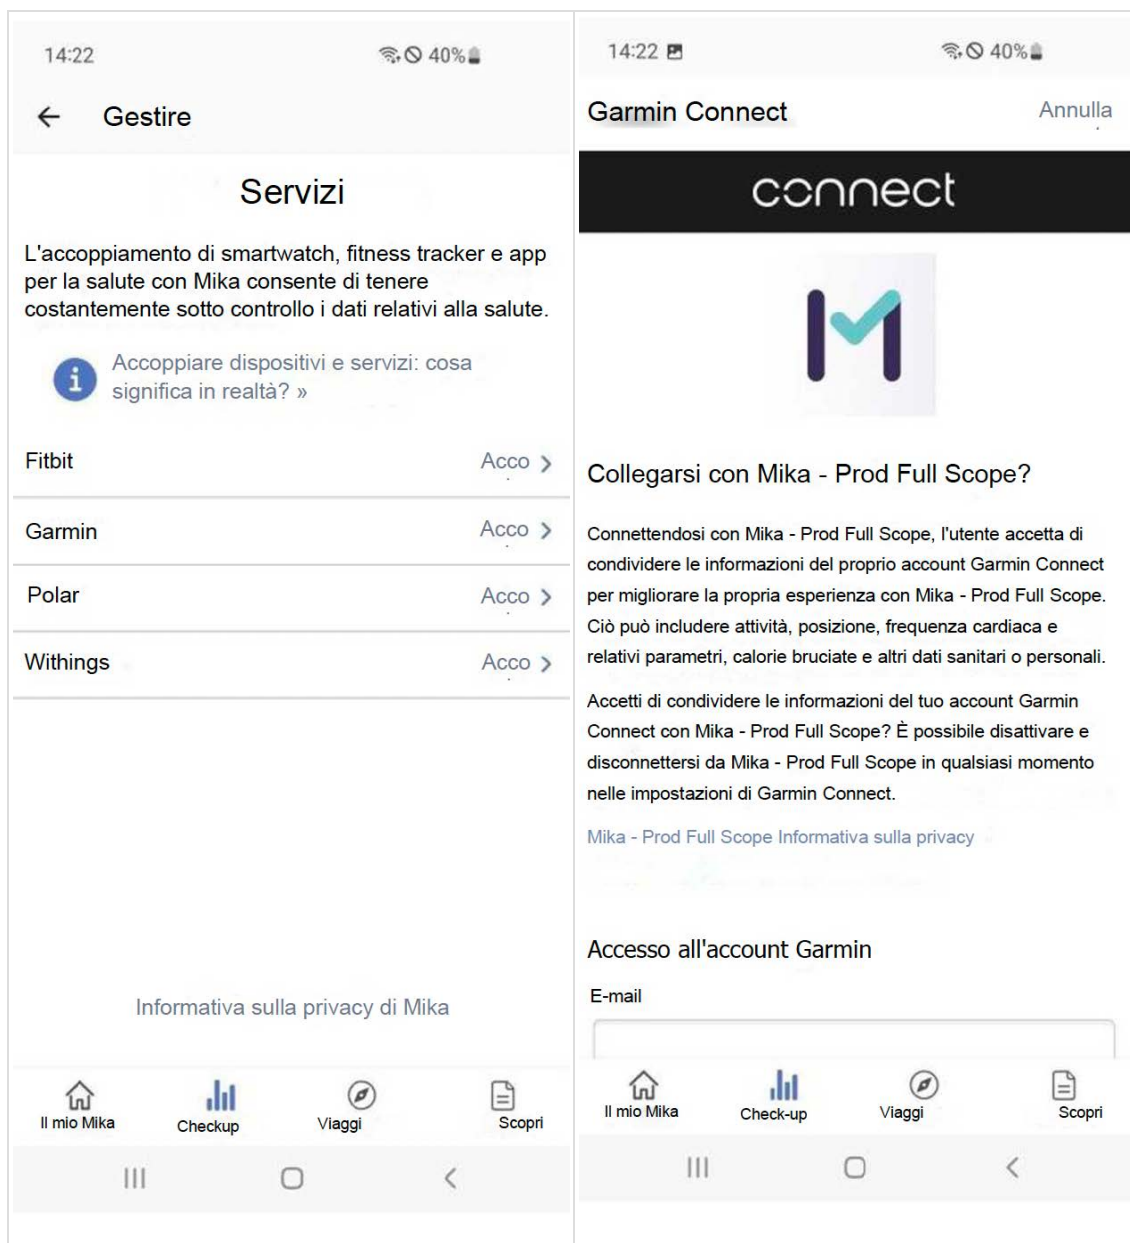 14:22
40%
Gestire
Servizi
L'accoppiamento di smartwatch, fitness tracker e app
per la salute con Mika consente di tenere
costantemente sotto controllo i dati relativi alla salute.
Accoppiare dispositivi e servizi: cosa
significa in realtà? »
Fitbit Acco
Garmin Acco
Polar Acco
Withings Acco
Informativa sulla privacy di Mika
Il mio Mika Checkup Viaggi Scopri
14:22
40%
Garmin Connect Annulla
connect
Collegarsi con Mika - Prod Full Scope?
Connettendosi con Mika - Prod Full Scope, l'utente accetta di
condividere le informazioni del proprio account Garmin Connect
per migliorare la propria esperienza con Mika - Prod Full Scope.
Ciò può includere attività, posizione, frequenza cardiaca e
relativi parametri, calorie bruciate e altri dati sanitari o personali.
Accetti di condividere le informazioni del tuo account Garmin
Connect con Mika - Prod Full Scope? È possibile disattivare e
disconnettersi da Mika - Prod Full Scope in qualsiasi momento
nelle impostazioni di Garmin Connect.
Mika - Prod Full Scope Informativa sulla privacy
Accesso all'account Garmin
E-mail
Il mio Mika Check-up Viaggi Scopri